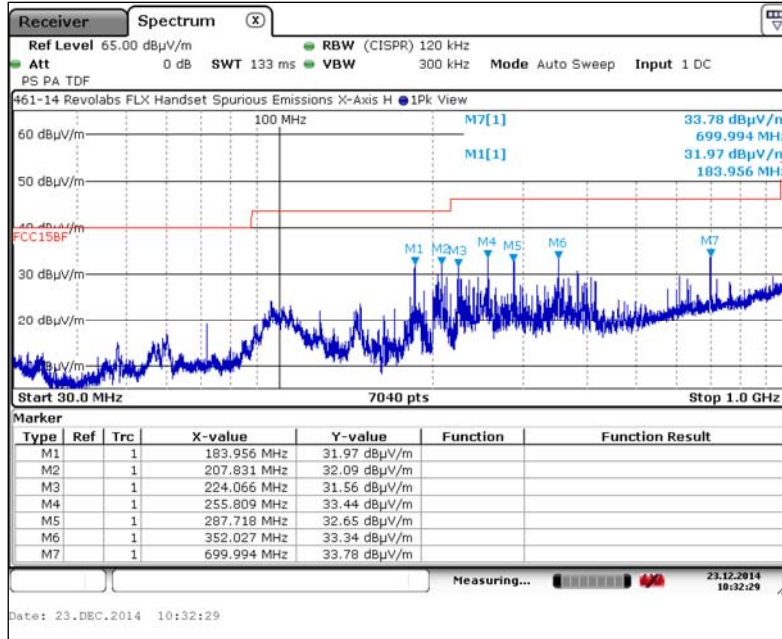 Receiver Spectrum X
Ref Level 65.00 dBµV/m RBW (CISPR) 120 kHz
Att 0 dB SWT 133 ms VBW 300 kHz Mode Auto Sweep Input 1 DC
PS PA TDF
461-14 Revolabs FLX Handset Spurious Emissions X-Axis H 1Pk View
100 MHz M7[1] 33.78 dBµV/m
60 dBµV/m 699.994 MHz
M1[1] 31.97 dBµV/m
50 dBµV/m 183.956 MHz
40 dBµV/m
FCC15BF
M1 M2 M3 M4 M5 M6 M7
30 dBµV/m
20 dBµV/m
10 dBµV/m
Start 30.0 MHz 7040 pts Stop 1.0 GHz
Marker
Type Ref Trc X-value Y-value Function Function Result
M1 1 183.956 MHz 31.97 dBµV/m
M2 1 207.831 MHz 32.09 dBµV/m
M3 1 224.066 MHz 31.56 dBµV/m
M4 1 255.809 MHz 33.44 dBµV/m
M5 1 287.718 MHz 32.65 dBµV/m
M6 1 352.027 MHz 33.34 dBµV/m
M7 1 699.994 MHz 33.78 dBµV/m
Measuring... 23.12.2014
10:32:29
Date: 23.DEC.2014 10:32:29